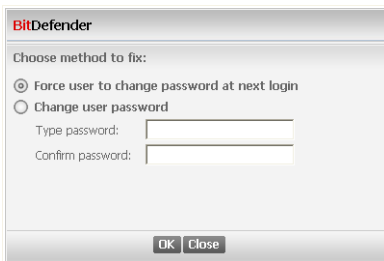 BitDefender
Choose method to fix:
Force user to change password at next login
Change user password
Type password:
Confirm password:
OK Close